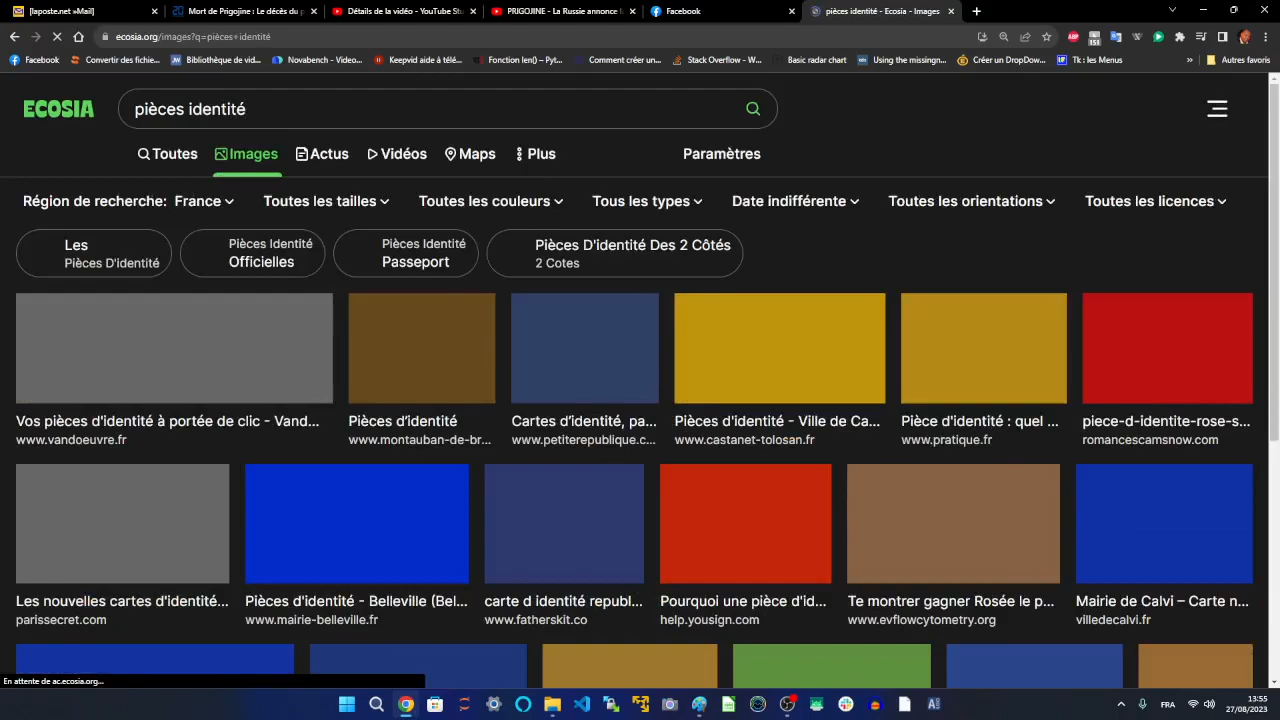 [laposte.net »Mail]
Mort de Prigojine : Le décès du p
Détails de la vidéo - YouTube Stu
PRIGOJINE - La Russie annonce l
Facebook
pièces identité - Ecosia - Images
ecosia.org/images?q=pièces+identité
Facebook
Convertir des fichie...
Bibliothèque de vid...
Novabench - Video...
Keepvid aide à télé...
Fonction len() – Pyt...
Comment créer un...
Stack Overflow - W...
Basic radar chart
Using the missingn...
Créer un DropDow...
Tk : les Menus
»
Autres favoris
ECOSIA
pièces identité
Toutes
Images
Actus
Vidéos
Maps
Plus
Paramètres
Région de recherche: France
Toutes les tailles
Toutes les couleurs
Tous les types
Date indifférente
Toutes les orientations
Toutes les licences
Les
Pièces D'identité
Pièces Identité
Officielles
Pièces Identité
Passeport
Pièces D'identité Des 2 Côtés
2 Cotes
Vos pièces d'identité à portée de clic - Vand...
www.vandoeuvre.fr
Pièces d’identité
www.montauban-de-br...
Cartes d’identité, pa...
www.petiterepublique.c...
Pièces d'identité - Ville de Ca...
www.castanet-tolosan.fr
Pièce d'identité : quel ...
www.pratique.fr
piece-d-identite-rose-s...
romancescamsnow.com
Les nouvelles cartes d'identité...
parissecret.com
Pièces d'identité - Belleville (Bel...
www.mairie-belleville.fr
carte d identité republ...
www.fatherskit.co
Pourquoi une pièce d'id...
help.yousign.com
Te montrer gagner Rosée le p...
www.evflowcytometry.org
Mairie de Calvi – Carte n...
villedecalvi.fr
En attente de ac.ecosia.org...
FRA
13:55
27/08/2023